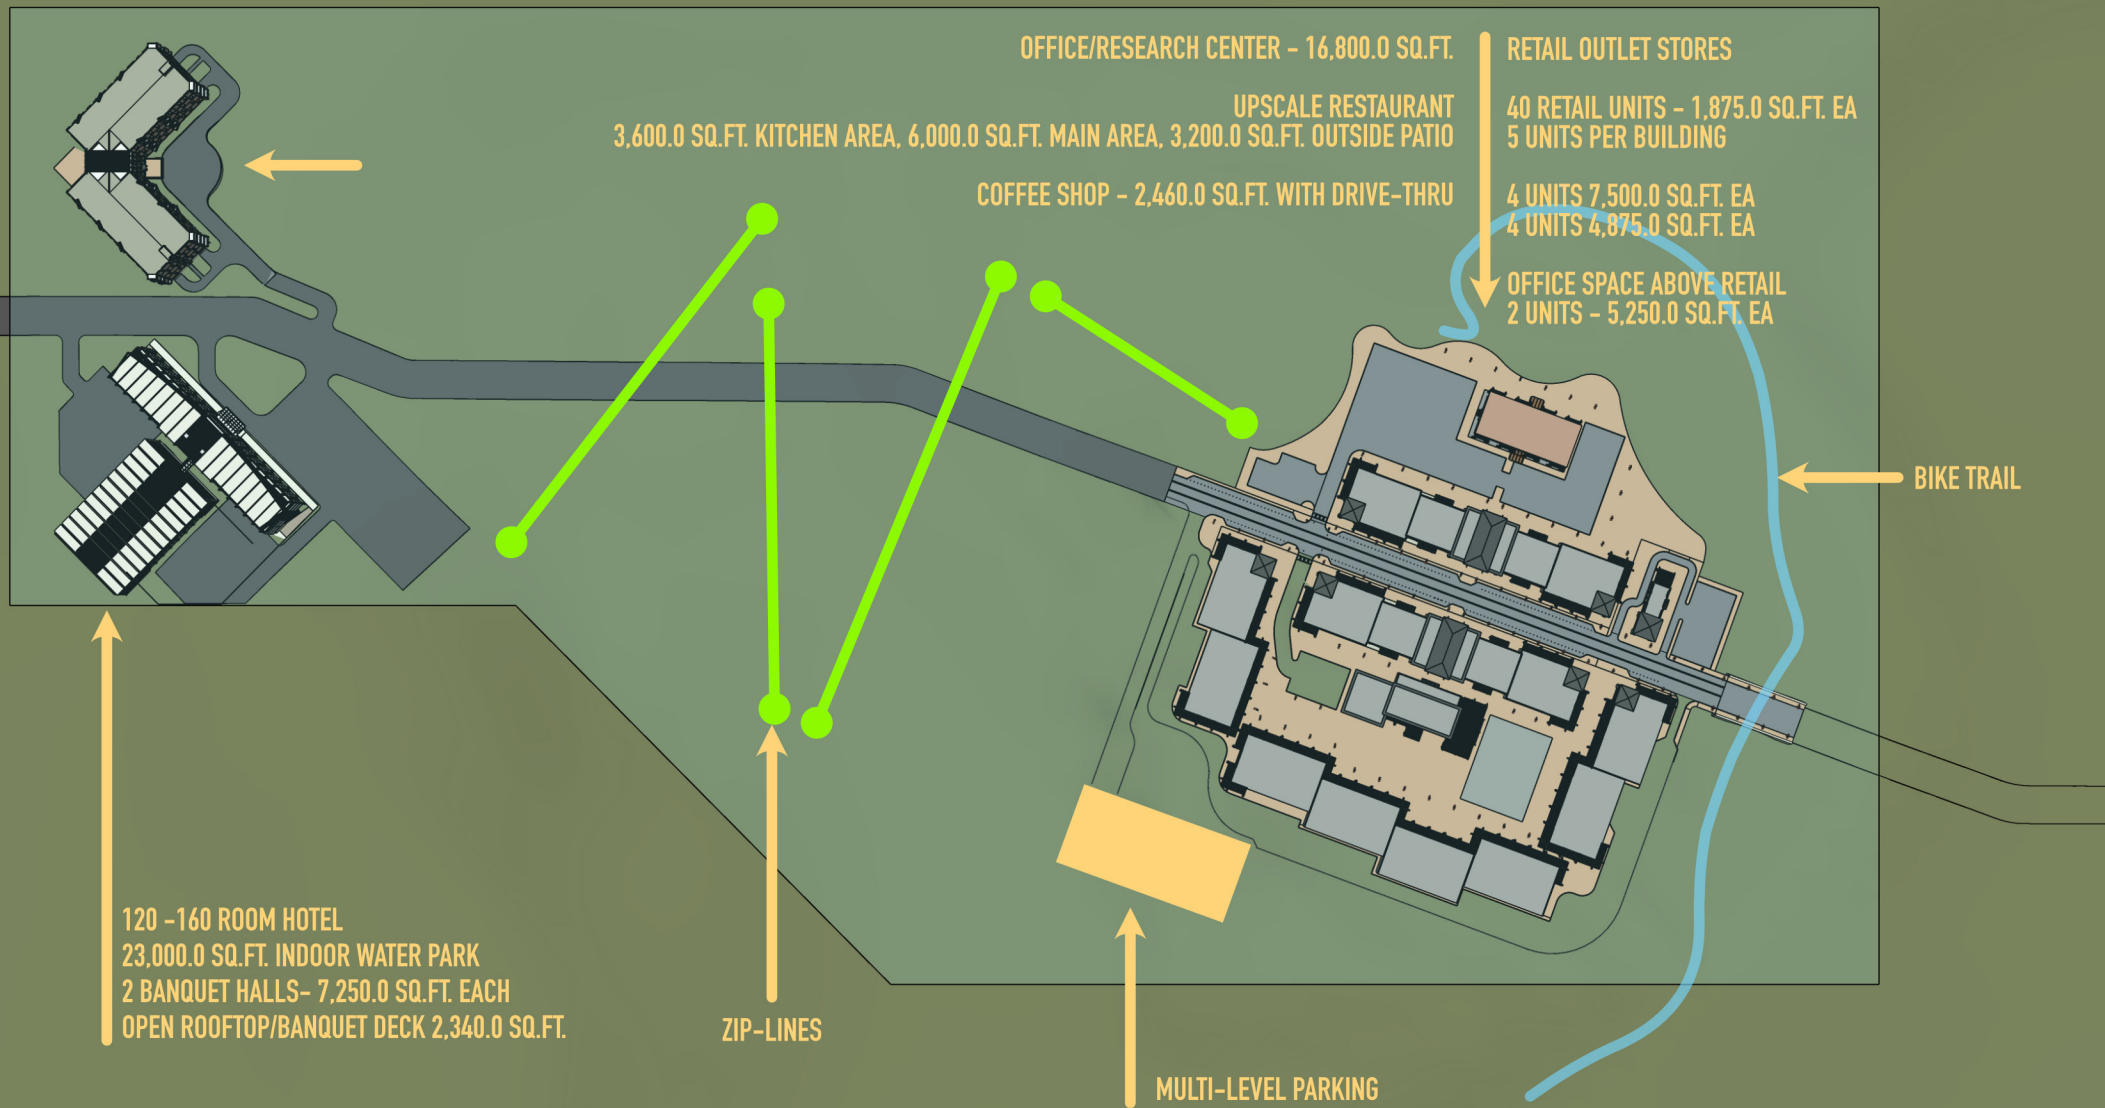 OFFICE/RESEARCH CENTER - 16,800.0 SQ.FT.
UPSCALE RESTAURANT
3,600.0 SQ.FT. KITCHEN AREA, 6,000.0 SQ.FT. MAIN AREA, 3,200.0 SQ.FT. OUTSIDE PATIO
COFFEE SHOP - 2,460.0 SQ.FT. WITH DRIVE-THRU
RETAIL OUTLET STORES
40 RETAIL UNITS - 1,875.0 SQ.FT. EA
5 UNITS PER BUILDING
4 UNITS 7,500.0 SQ.FT. EA
4 UNITS 4,875.0 SQ.FT. EA
OFFICE SPACE ABOVE RETAIL
2 UNITS - 5,250.0 SQ.FT. EA
BIKE TRAIL
120 -160 ROOM HOTEL
23,000.0 SQ.FT. INDOOR WATER PARK
2 BANQUET HALLS- 7,250.0 SQ.FT. EACH
OPEN ROOFTOP/BANQUET DECK 2,340.0 SQ.FT.
ZIP-LINES
MULTI-LEVEL PARKING